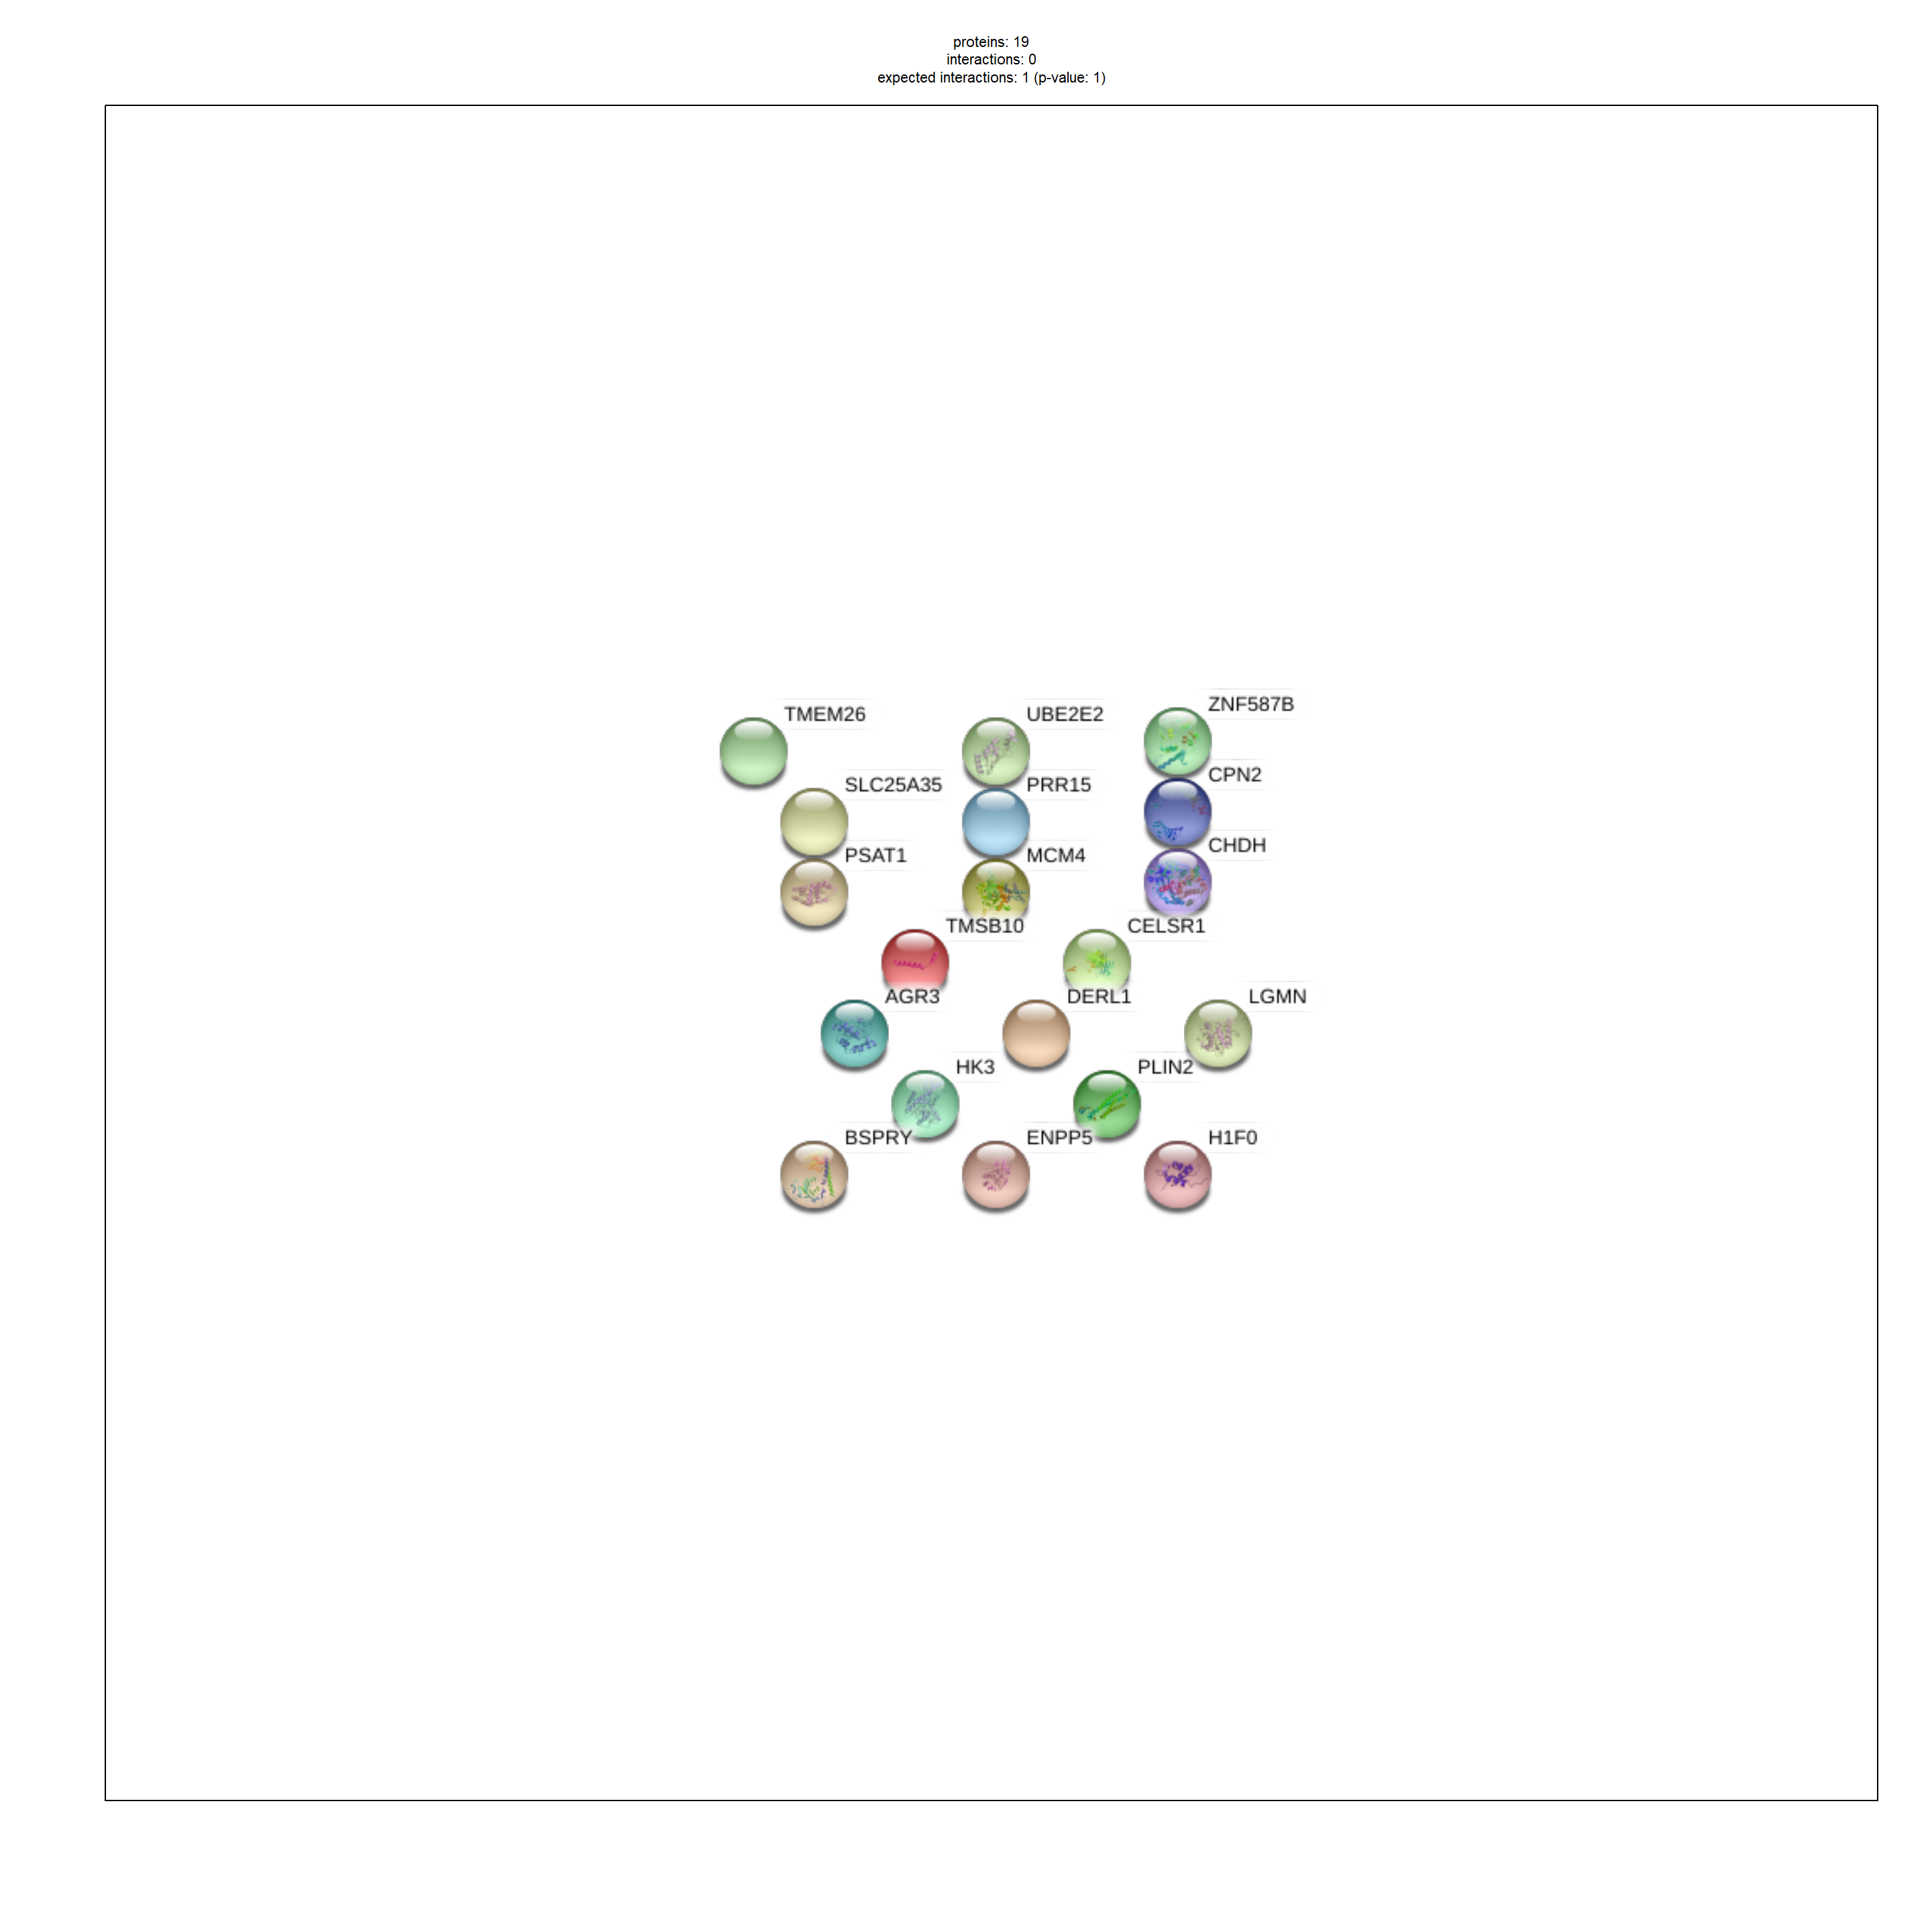 proteins: 19
interactions: 0
expected interactions: 1 (p-value: 1)
ZNF587B
TMEM26
UBE2E2
CPN2
SLC25A35
PRR15
CHDH
PSAT1
MCM4
TMSB10
CELSR1
AGR3
DERL1
LGMN
HK3
PLIN2
BSPRY
ENPP5
H1F0